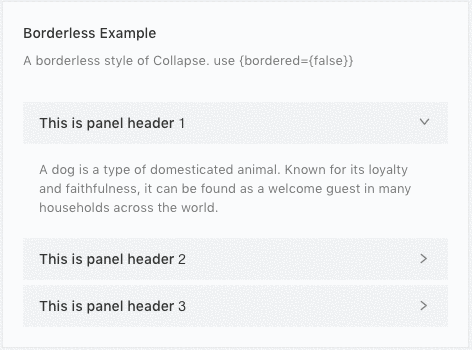 Borderless Example
A borderless style of Collapse. use {bordered={false}}
This is panel header 1
A dog is a type of domesticated animal. Known for its loyalty
and faithfulness, it can be found as a welcome guest in many
households across the world.
This is panel header 2
This is panel header 3